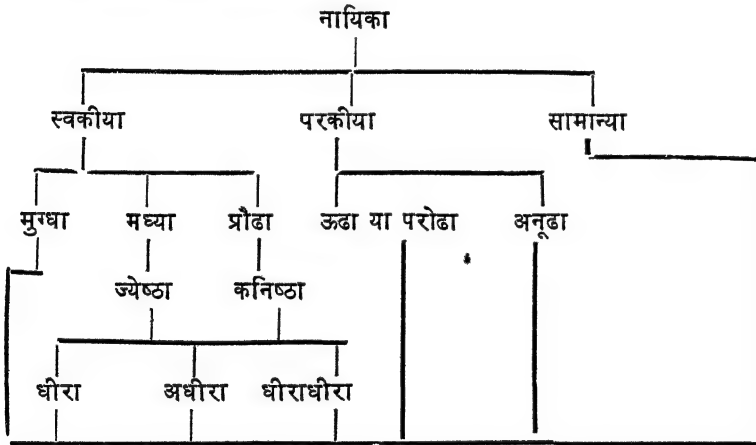 नायिका
स्वकीया परकीया सामान्या
मुग्धा मध्या प्रौढा ऊढा या परोढा अनूढा
ज्येष्ठा कनिष्ठा
धीरा अधीरा धीराधीरा